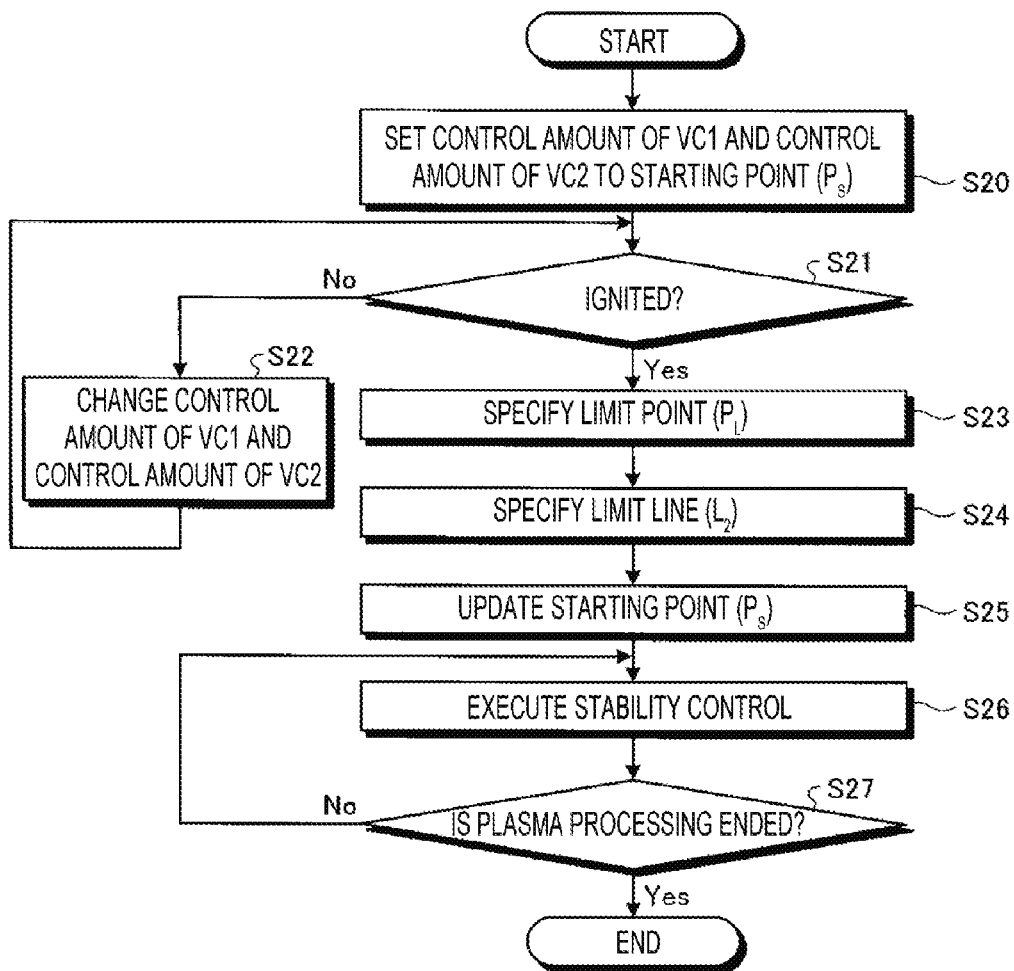 START
SET CONTROL AMOUNT OF VC1 AND CONTROL
AMOUNT OF VC2 TO STARTING POINT (Pₛ)
S20
S21
No
IGNITED?
Yes
S22
CHANGE CONTROL
AMOUNT OF VC1 AND
CONTROL AMOUNT OF VC2
SPECIFY LIMIT POINT (P_L)
S23
SPECIFY LIMIT LINE (L₂)
S24
UPDATE STARTING POINT (Pₛ)
S25
EXECUTE STABILITY CONTROL
S26
S27
No
IS PLASMA PROCESSING ENDED?
Yes
END